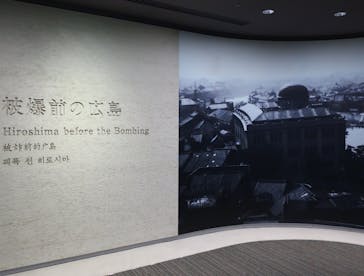 被爆前の広島
Hiroshima before the Bombing
被炸前的广岛
피폭 전 히로시마